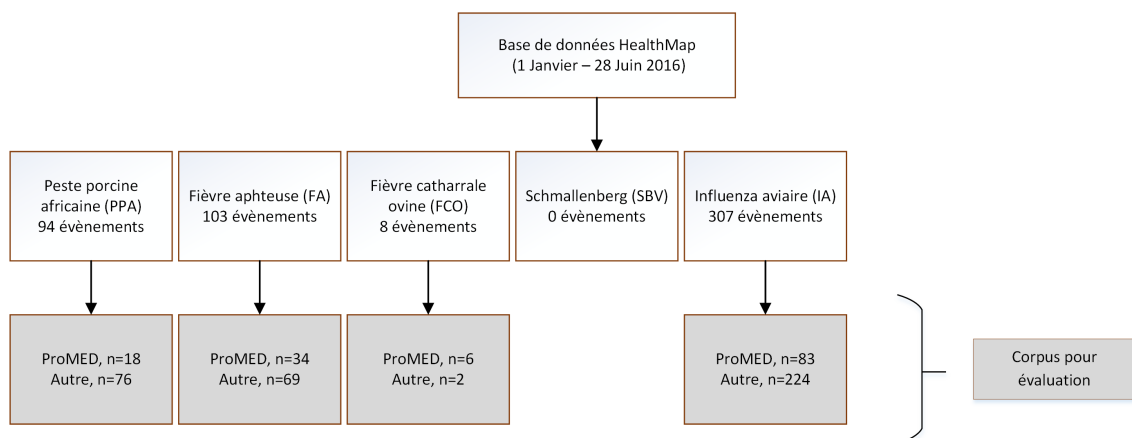 Base de données HealthMap
(1 Janvier – 28 Juin 2016)
Peste porcine
africaine (PPA)
94 évènements
Fièvre aphteuse (FA)
103 évènements
Fièvre catharrale
ovine (FCO)
8 évènements
Schmallenberg (SBV)
0 évènements
Influenza aviaire (IA)
307 évènements
ProMED, n=18
Autre, n=76
ProMED, n=34
Autre, n=69
ProMED, n=6
Autre, n=2
ProMED, n=83
Autre, n=224
Corpus pour
évaluation